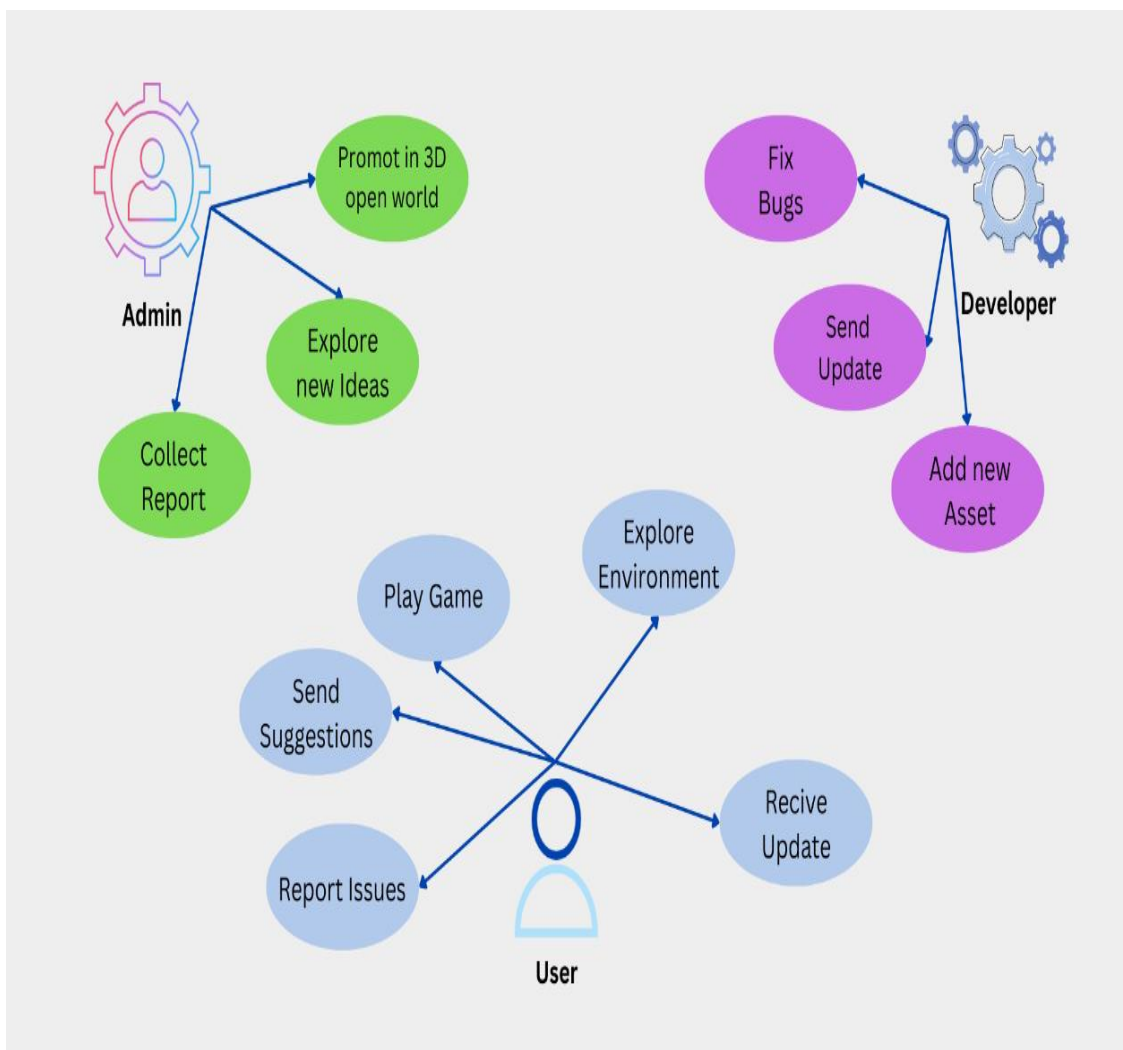 Promot in 3D
open world
Admin
Explore
new Ideas
Collect
Report
Fix
Bugs
Developer
Send
Update
Add new
Asset
Explore
Environment
Play Game
Send
Suggestions
Recive
Update
Report Issues
User